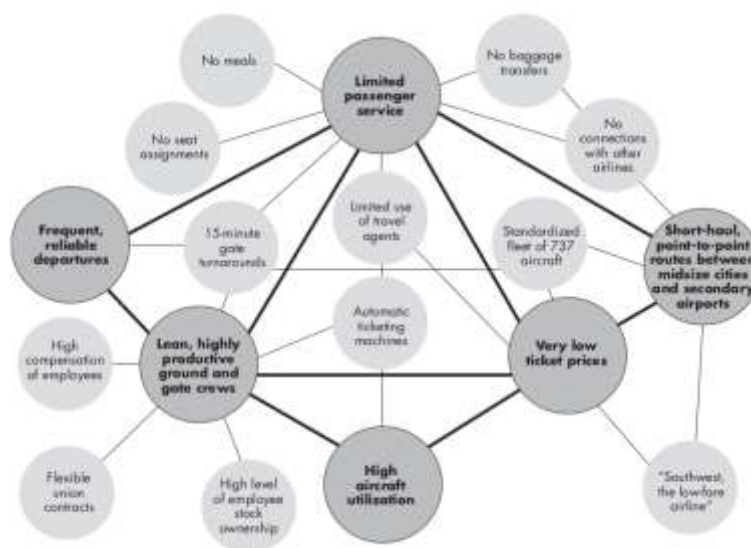 No meals
Limited
passenger
service
No baggage
transfers
No seat
assignments
No
connections
with other
airlines
Frequent,
reliable
departures
15-minute
gate
turnarounds
Limited
use of
travel
agents
Standardized
fleet of 737
aircraft
Short-haul,
point-to-point
routes between
midsize cities
and secondary
airports
High
compensation
of employees
Lean, highly
productive
ground and
gate crews
Automatic
ticketing
machines
Very low
ticket prices
Flexible
union
contracts
High level
of employee
stock
ownership
High
aircraft
utilization
"Southwest,
the low-fare
airline"